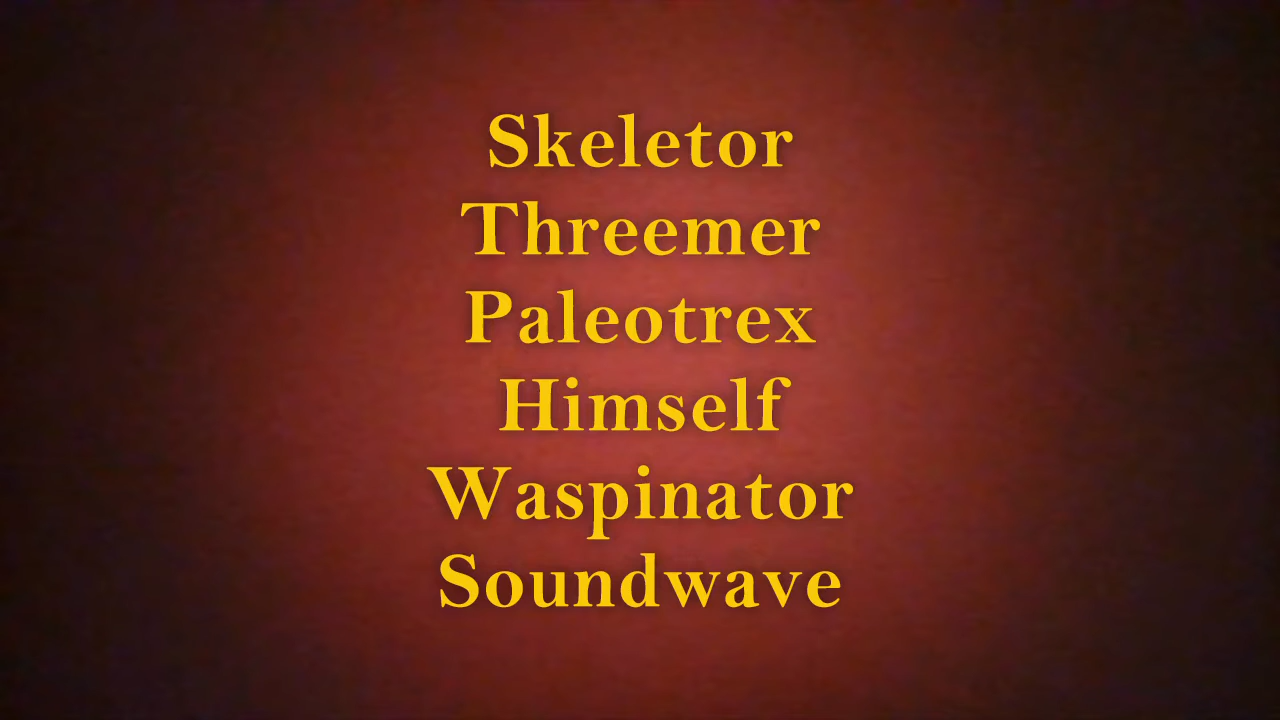 Skeletor
Threemer
Paleotrex
Himself
Waspinator
Soundwave